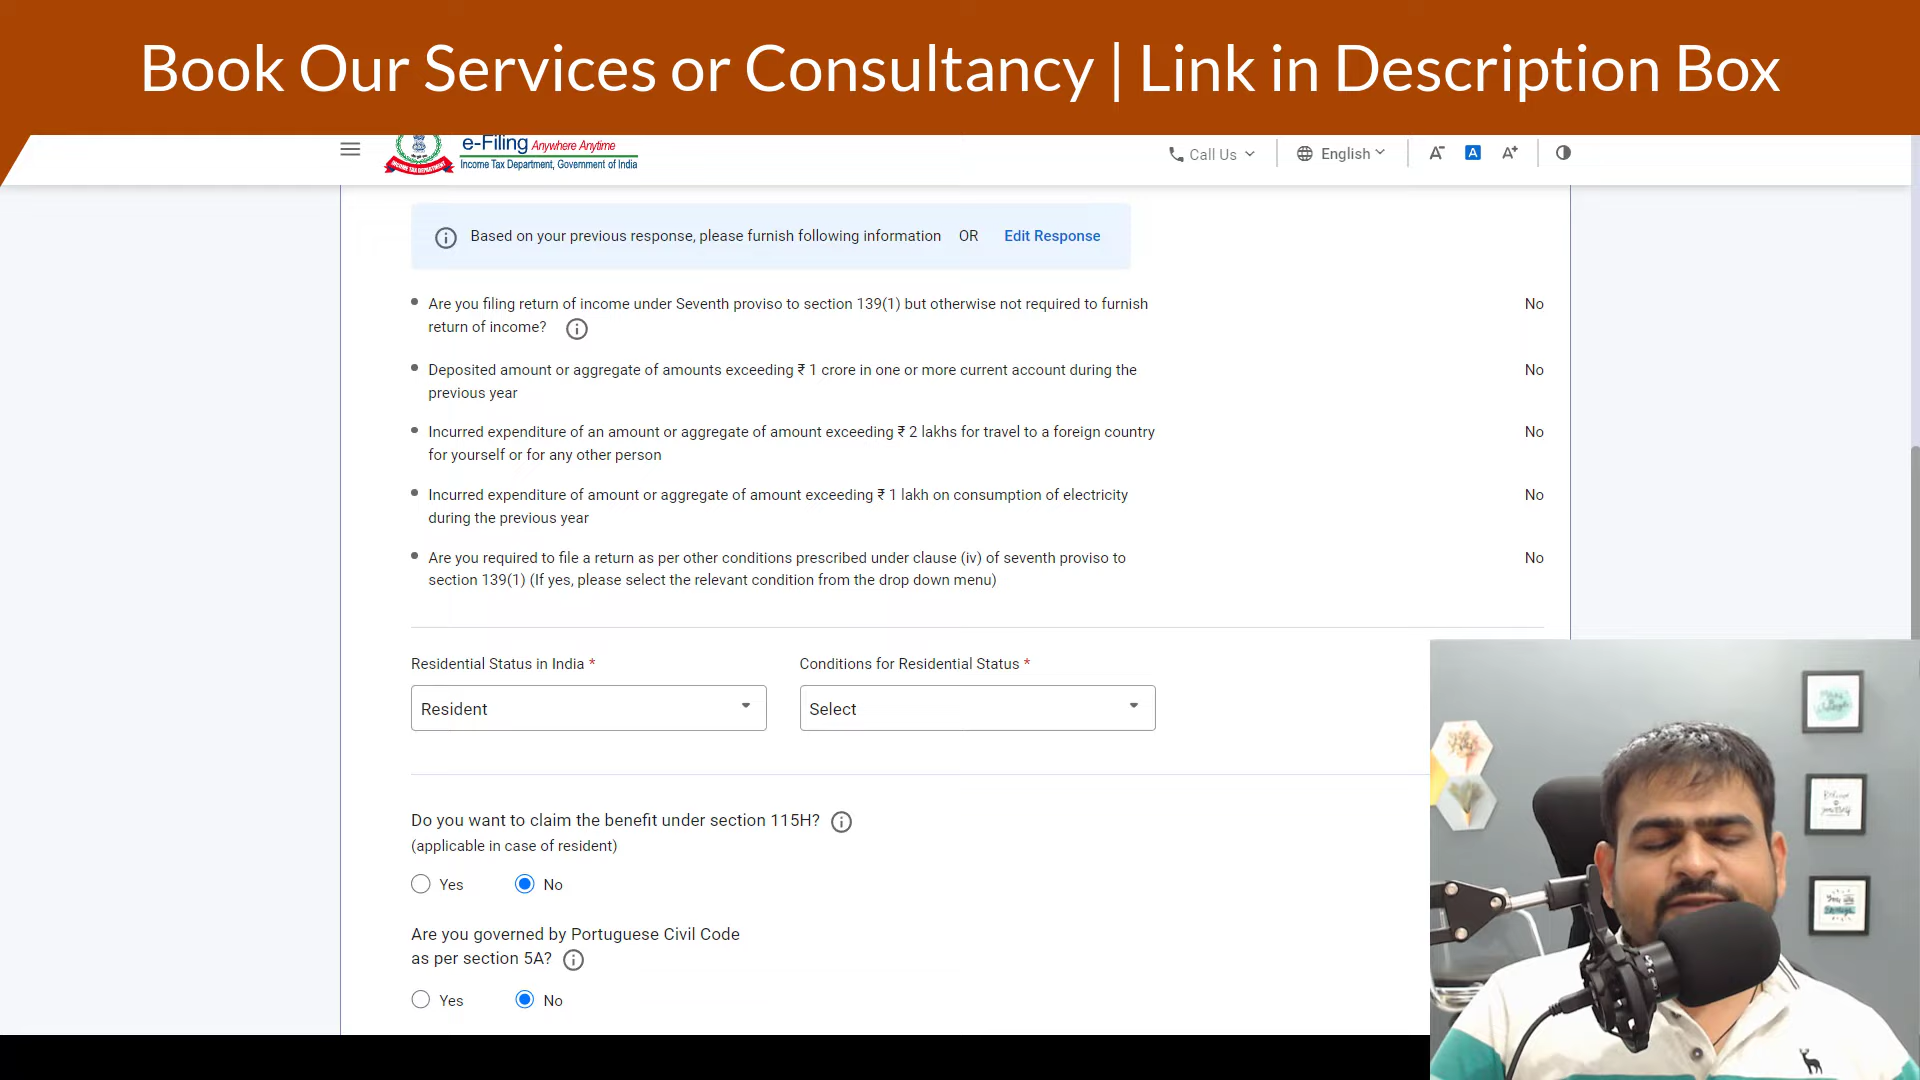 Book Our Services or Consultancy | Link in Description Box
e-Filing Anywhere Anytime
Income Tax Department, Government of India
INCOME TAX DEPARTMENT
Call Us
English
A-
A
A+
Based on your previous response, please furnish following information OR Edit Response
Are you filing return of income under Seventh proviso to section 139(1) but otherwise not required to furnish
return of income?
No
Deposited amount or aggregate of amounts exceeding ₹ 1 crore in one or more current account during the
previous year
No
Incurred expenditure of an amount or aggregate of amount exceeding ₹ 2 lakhs for travel to a foreign country
for yourself or for any other person
No
Incurred expenditure of amount or aggregate of amount exceeding ₹ 1 lakh on consumption of electricity
during the previous year
No
Are you required to file a return as per other conditions prescribed under clause (iv) of seventh proviso to
section 139(1) (If yes, please select the relevant condition from the drop down menu)
No
Residential Status in India *
Resident
Conditions for Residential Status *
Select
Do you want to claim the benefit under section 115H?
(applicable in case of resident)
Yes
No
Are you governed by Portuguese Civil Code
as per section 5A?
Yes
No